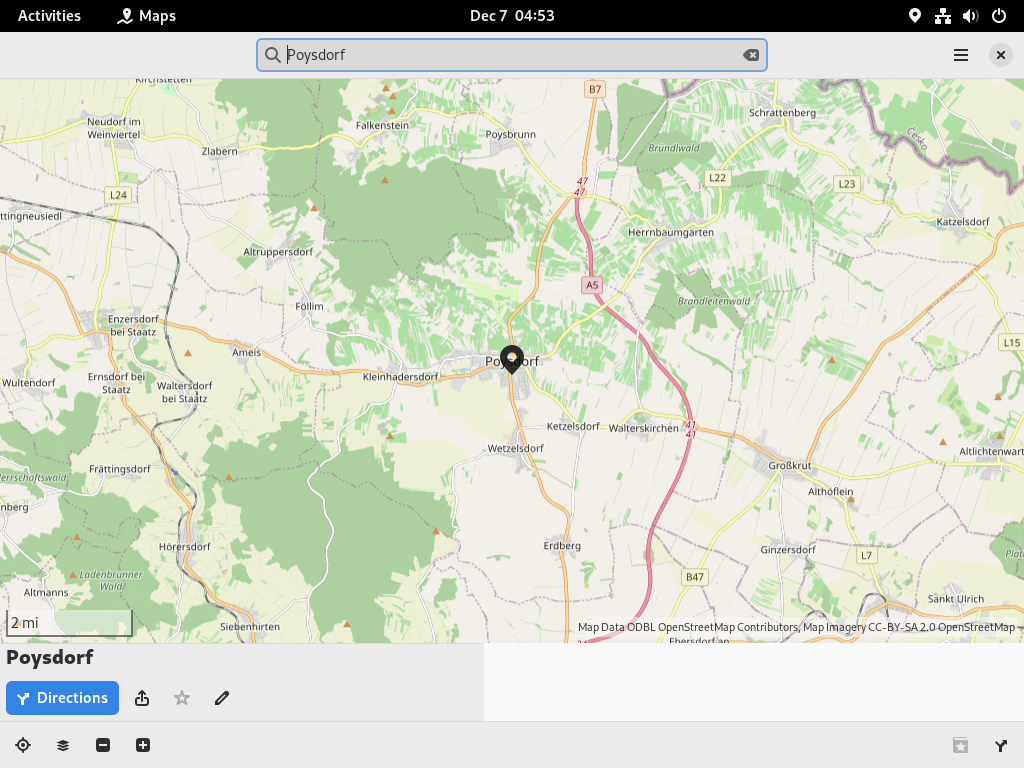 Activities
Maps
Dec 7 04:53
Poysdorf
Kirchstetten
Neudorf im
Weinviertel
Zlabern
Falkenstein
Poysbrunn
B7
Schrattenberg
Brundlwald
Česko
L24
47
47
L22
L23
ttingneusiedl
Katzelsdorf
Herrnbaumgarten
Altruppersdorf
A5
Brandleitenwald
Föllim
Enzersdorf
bei Staatz
L15
Ameis
Poysdorf
Kleinhadersdorf
Wultendorf
Ernsdorf bei
Staatz
Waltersdorf
bei Staatz
Ketzelsdorf
Walterskirchen
41
41
Wetzelsdorf
Altlichtenwart
Frättingsdorf
Großkrut
errschaftswald
Althöflein
nberg
Hörersdorf
Erdberg
Ginzersdorf
L7
Ladenbrunner
Wald
B47
Altmanns
Sankt Ulrich
2 mi
Siebenhirten
Map Data ODBL OpenStreetMap Contributors, Map Imagery CC-BY-SA 2.0 OpenStreetMap
Ebersdorf an
Poysdorf
Directions